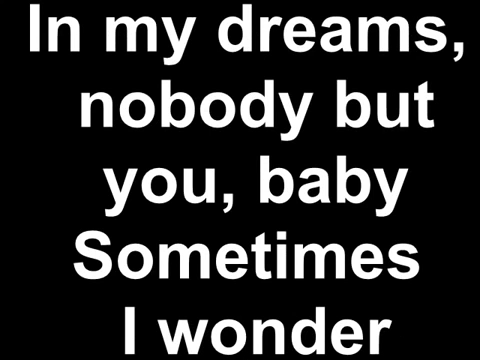 In my dreams,
nobody but
you, baby
Sometimes
I wonder